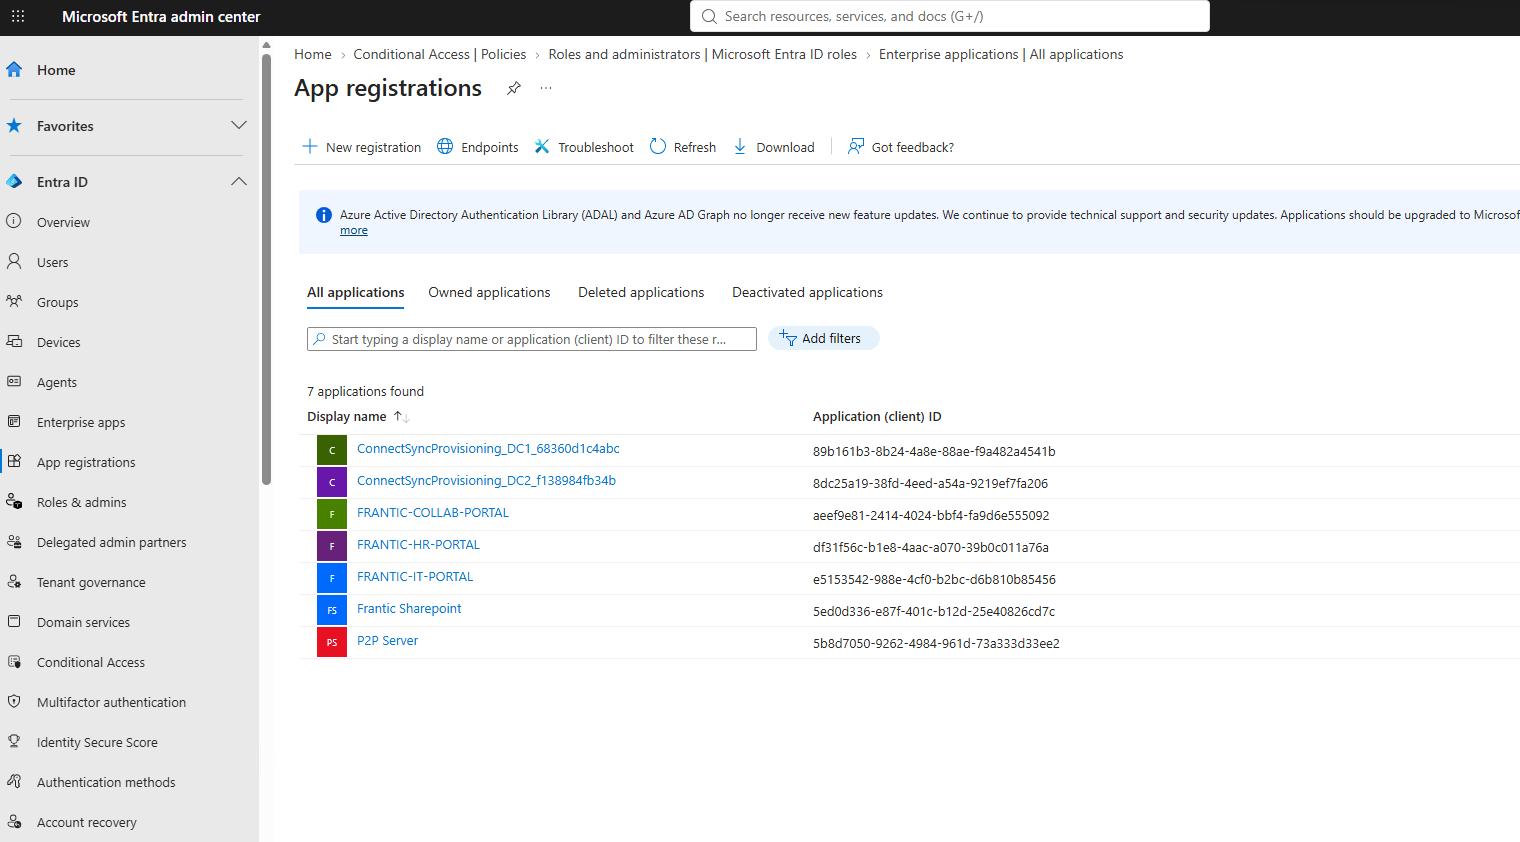 Microsoft Entra admin center
Search resources, services, and docs (G+/)
Home
Favorites
Entra ID
Overview
Users
Groups
Devices
Agents
Enterprise apps
App registrations
Roles & admins
Delegated admin partners
Tenant governance
Domain services
Conditional Access
Multifactor authentication
Identity Secure Score
Authentication methods
Account recovery
Home › Conditional Access | Policies › Roles and administrators | Microsoft Entra ID roles › Enterprise applications | All applications
App registrations
New registration Endpoints Troubleshoot Refresh Download Got feedback?
Azure Active Directory Authentication Library (ADAL) and Azure AD Graph no longer receive new feature updates. We continue to provide technical support and security updates. Applications should be upgraded to Microsof
more
All applications Owned applications Deleted applications Deactivated applications
Start typing a display name or application (client) ID to filter these r... Add filters
7 applications found
Display name Application (client) ID
C ConnectSyncProvisioning_DC1_68360d1c4abc 89b161b3-8b24-4a8e-88ae-f9a482a4541b
C ConnectSyncProvisioning_DC2_f138984fb34b 8dc25a19-38fd-4eed-a54a-9219ef7fa206
F FRANTIC-COLLAB-PORTAL aeef9e81-2414-4024-bbf4-fa9d6e555092
F FRANTIC-HR-PORTAL df31f56c-b1e8-4aac-a070-39b0c011a76a
F FRANTIC-IT-PORTAL e5153542-988e-4cf0-b2bc-d6b810b85456
FS Frantic Sharepoint 5ed0d336-e87f-401c-b12d-25e40826cd7c
PS P2P Server 5b8d7050-9262-4984-961d-73a333d33ee2